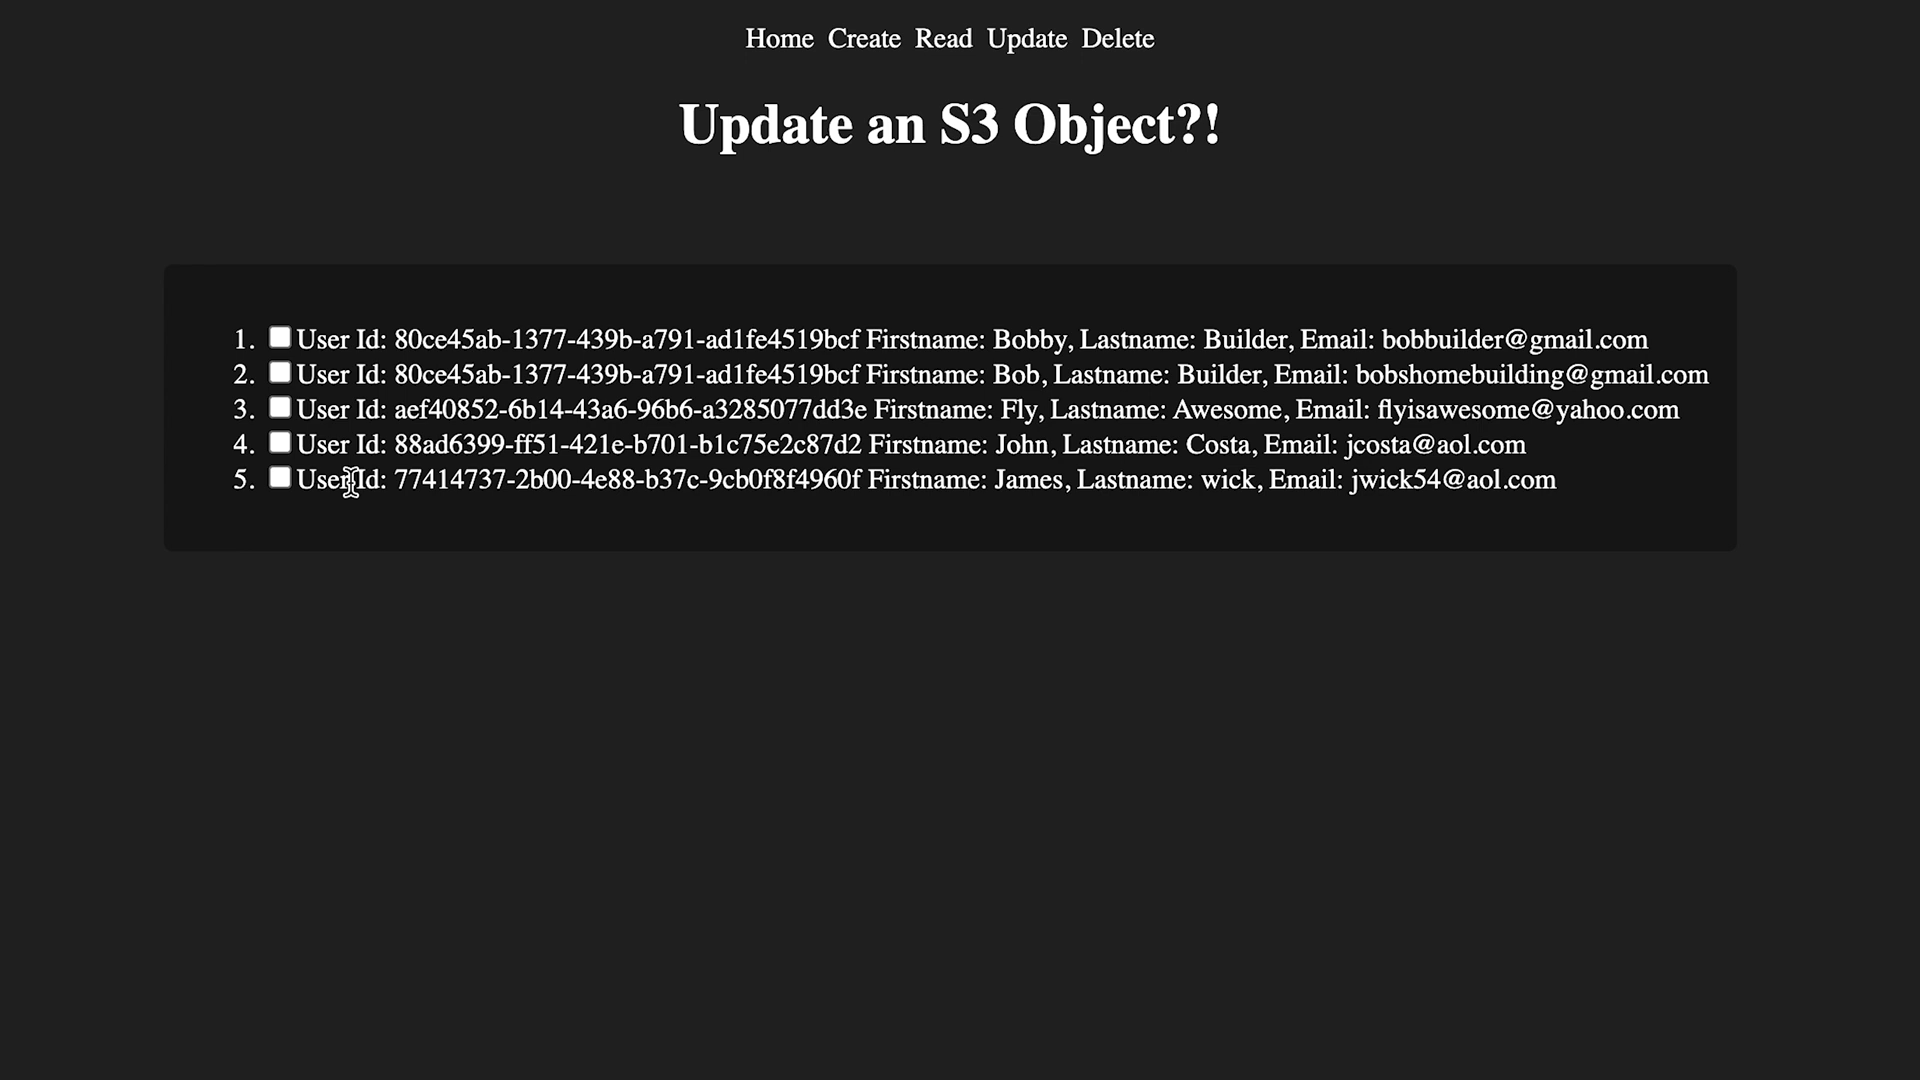 Home Create Read Update Delete
Update an S3 Object?!
1. User Id: 80ce45ab-1377-439b-a791-ad1fe4519bcf Firstname: Bobby, Lastname: Builder, Email: bobbuilder@gmail.com
2. User Id: 80ce45ab-1377-439b-a791-ad1fe4519bcf Firstname: Bob, Lastname: Builder, Email: bobshomebuilding@gmail.com
3. User Id: aef40852-6b14-43a6-96b6-a3285077dd3e Firstname: Fly, Lastname: Awesome, Email: flyisawesome@yahoo.com
4. User Id: 88ad6399-ff51-421e-b701-b1c75e2c87d2 Firstname: John, Lastname: Costa, Email: jcosta@aol.com
5. User Id: 77414737-2b00-4e88-b37c-9cb0f8f4960f Firstname: James, Lastname: wick, Email: jwick54@aol.com